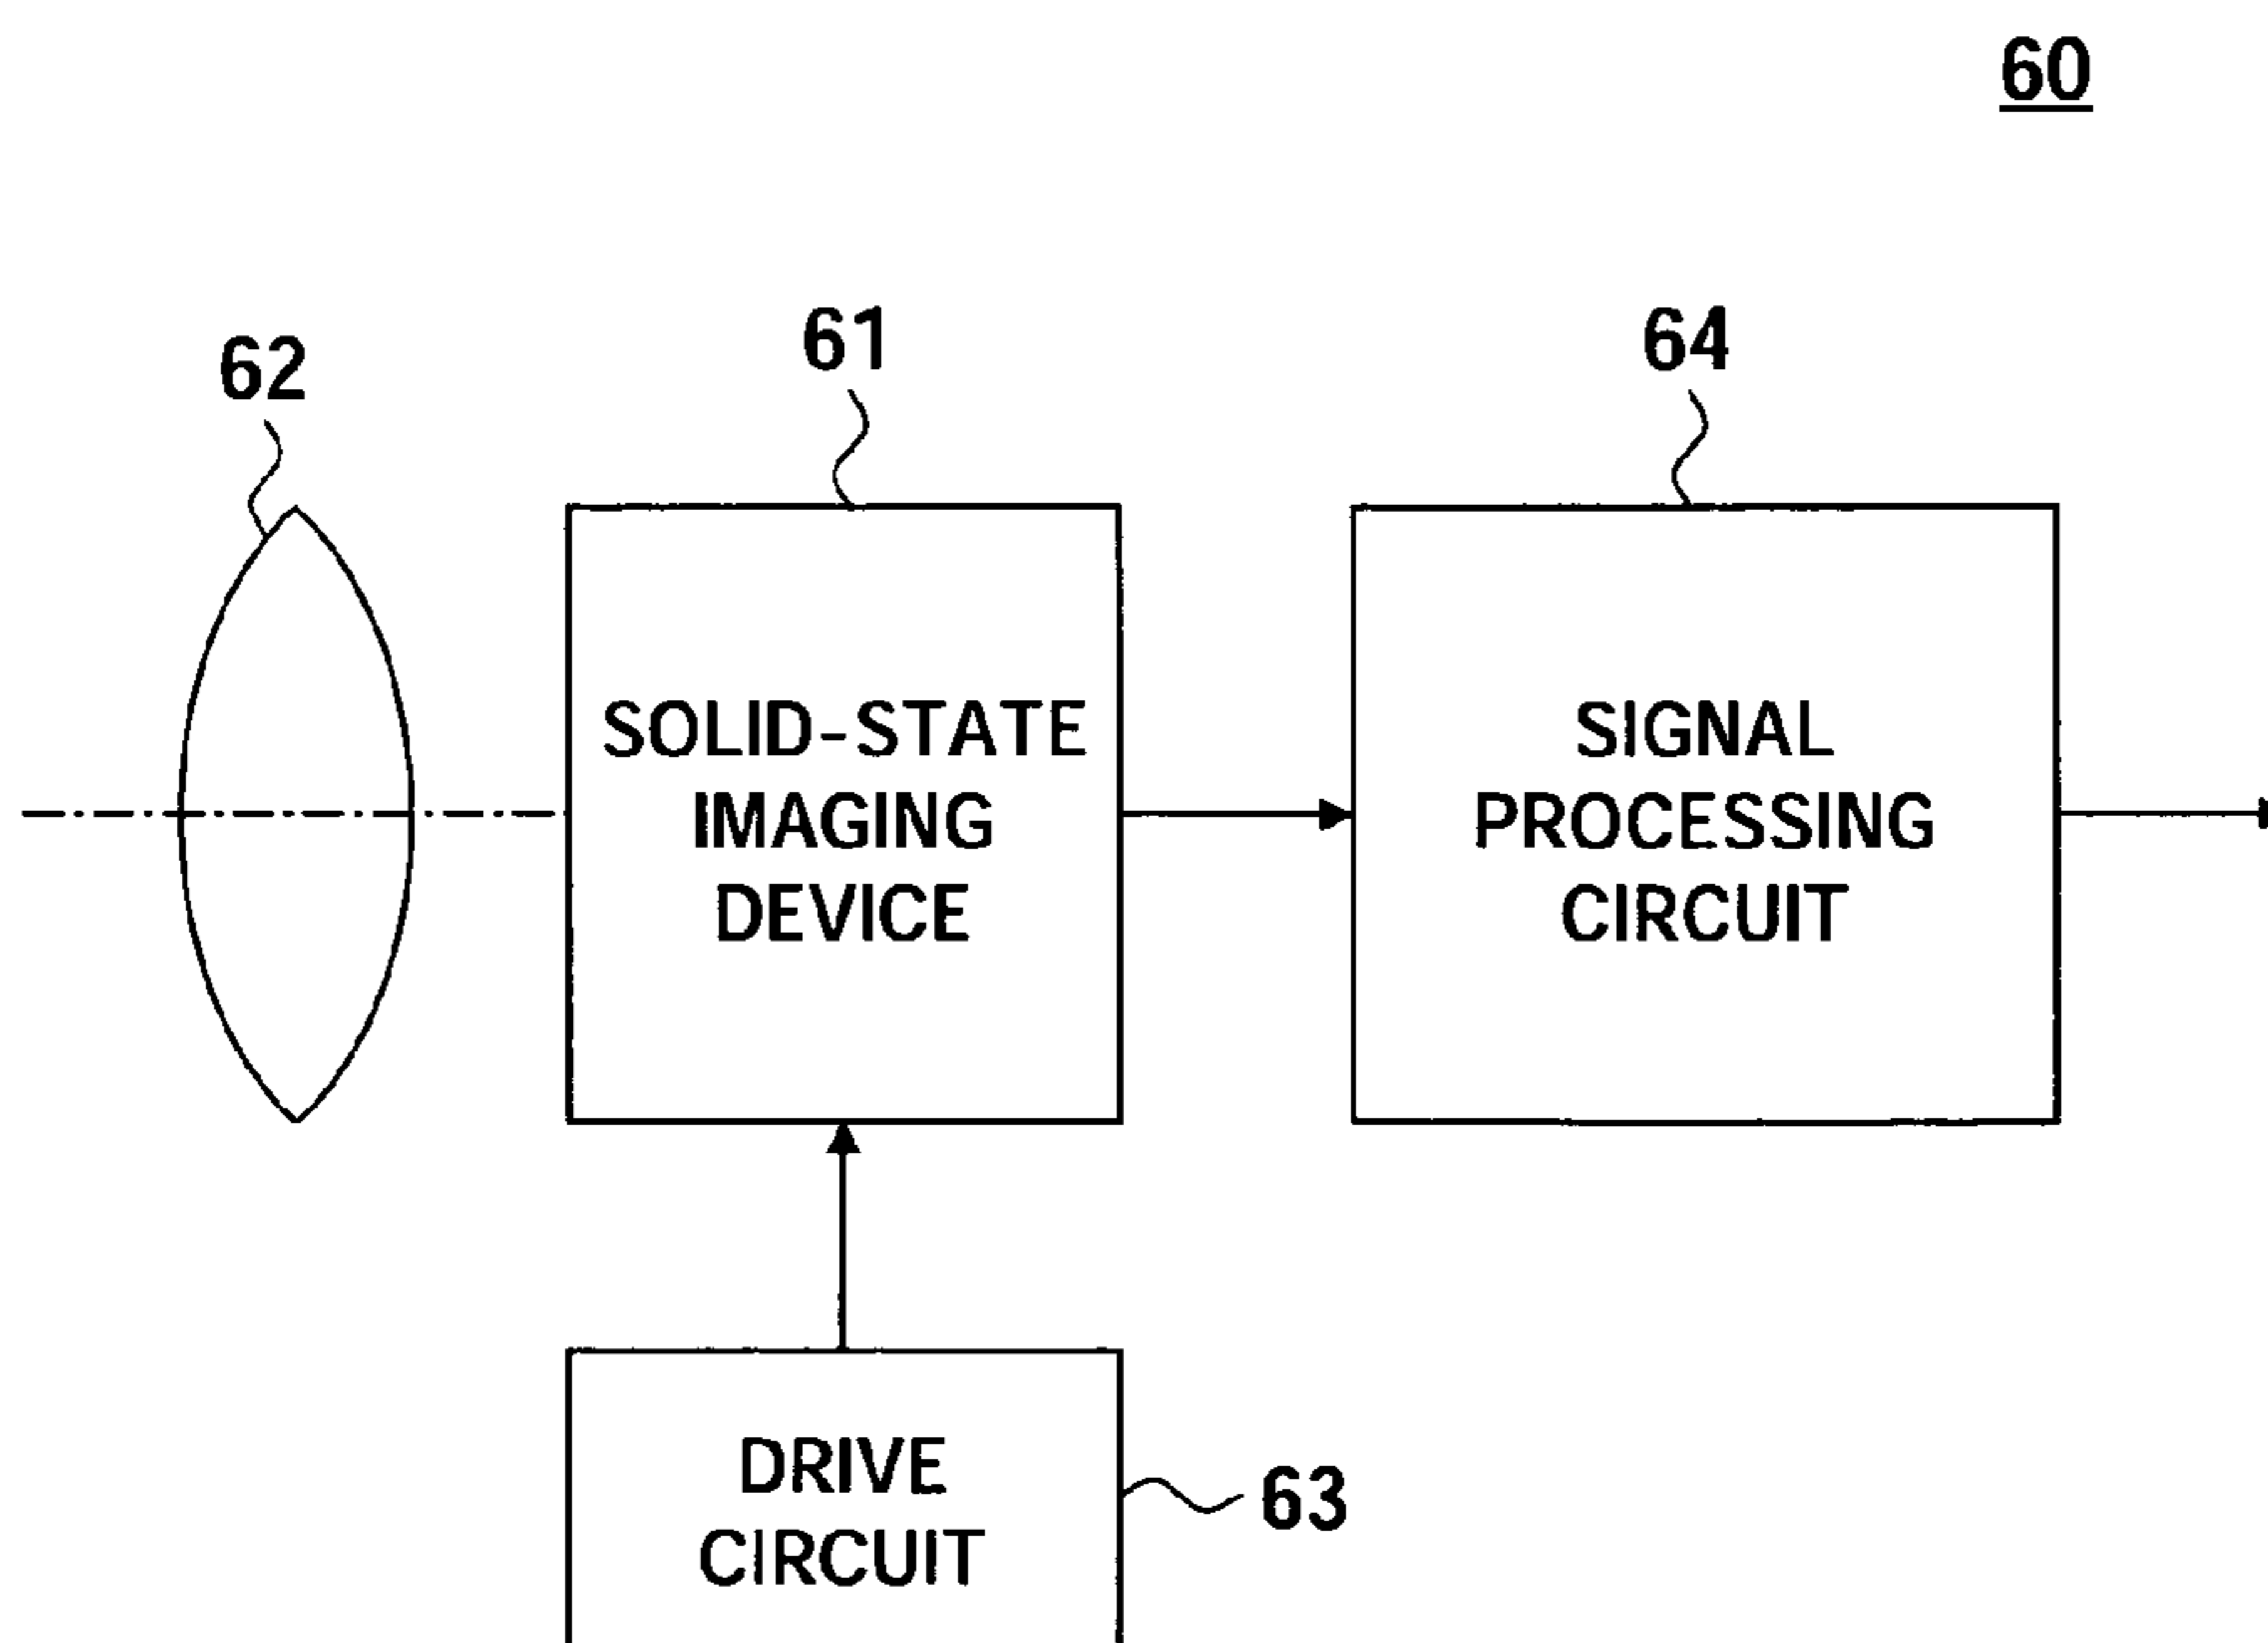 60
62
61
64
SOLID-STATE
IMAGING
DEVICE
SIGNAL
PROCESSING
CIRCUIT
DRIVE
CIRCUIT
63